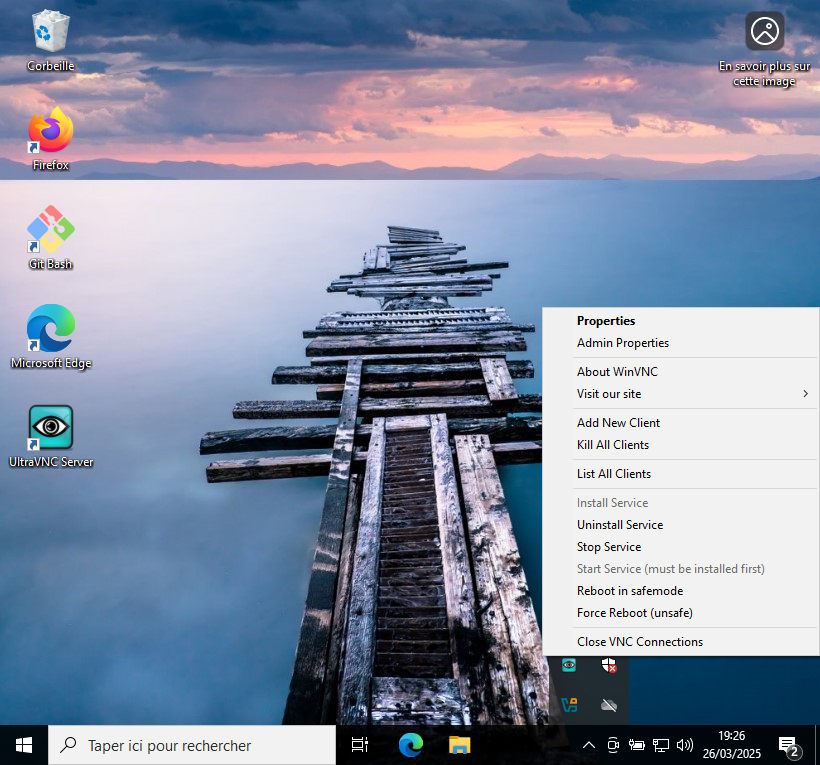 Corbeille
En savoir plus sur
cette image
Firefox
Git Bash
Microsoft Edge
UltraVNC Server
Properties
Admin Properties
About WinVNC
Visit our site
Add New Client
Kill All Clients
List All Clients
Install Service
Uninstall Service
Stop Service
Start Service (must be installed first)
Reboot in safemode
Force Reboot (unsafe)
Close VNC Connections
Taper ici pour rechercher
19:26
26/03/2025
2